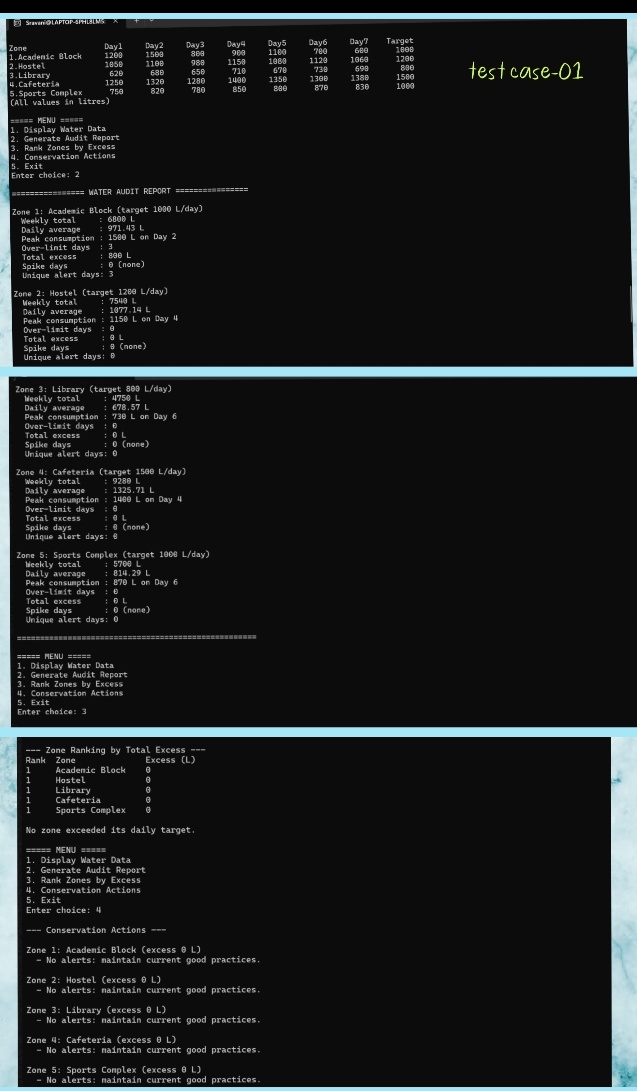 Sravani@LAPTOP-6PHL8LM5: × +
Zone Day1 Day2 Day3 Day4 Day5 Day6 Day7 Target
1.Academic Block 1200 1500 800 900 1100 700 600 1000
2.Hostel 1050 1100 980 1150 1080 1120 1060 1200
3.Library 620 680 650 710 670 730 690 800
4.Cafeteria 1250 1320 1280 1400 1350 1300 1380 1500
5.Sports Complex 750 820 780 850 800 870 830 1000
(All values in litres)
test case-01
===== MENU =====
1. Display Water Data
2. Generate Audit Report
3. Rank Zones by Excess
4. Conservation Actions
5. Exit
Enter choice: 2
================ WATER AUDIT REPORT ================
Zone 1: Academic Block (target 1000 L/day)
Weekly total : 6800 L
Daily average : 971.43 L
Peak consumption : 1500 L on Day 2
Over-limit days : 3
Total excess : 800 L
Spike days : 0 (none)
Unique alert days: 3
Zone 2: Hostel (target 1200 L/day)
Weekly total : 7540 L
Daily average : 1077.14 L
Peak consumption : 1150 L on Day 4
Over-limit days : 0
Total excess : 0 L
Spike days : 0 (none)
Unique alert days: 0
Zone 3: Library (target 800 L/day)
Weekly total : 4750 L
Daily average : 678.57 L
Peak consumption : 730 L on Day 6
Over-limit days : 0
Total excess : 0 L
Spike days : 0 (none)
Unique alert days: 0
Zone 4: Cafeteria (target 1500 L/day)
Weekly total : 9280 L
Daily average : 1325.71 L
Peak consumption : 1400 L on Day 4
Over-limit days : 0
Total excess : 0 L
Spike days : 0 (none)
Unique alert days: 0
Zone 5: Sports Complex (target 1000 L/day)
Weekly total : 5700 L
Daily average : 814.29 L
Peak consumption : 870 L on Day 6
Over-limit days : 0
Total excess : 0 L
Spike days : 0 (none)
Unique alert days: 0
====================================================
===== MENU =====
1. Display Water Data
2. Generate Audit Report
3. Rank Zones by Excess
4. Conservation Actions
5. Exit
Enter choice: 3
--- Zone Ranking by Total Excess ---
Rank Zone Excess (L)
1 Academic Block 0
1 Hostel 0
1 Library 0
1 Cafeteria 0
1 Sports Complex 0
No zone exceeded its daily target.
===== MENU =====
1. Display Water Data
2. Generate Audit Report
3. Rank Zones by Excess
4. Conservation Actions
5. Exit
Enter choice: 4
--- Conservation Actions ---
Zone 1: Academic Block (excess 0 L)
- No alerts: maintain current good practices.
Zone 2: Hostel (excess 0 L)
- No alerts: maintain current good practices.
Zone 3: Library (excess 0 L)
- No alerts: maintain current good practices.
Zone 4: Cafeteria (excess 0 L)
- No alerts: maintain current good practices.
Zone 5: Sports Complex (excess 0 L)
- No alerts: maintain current good practices.